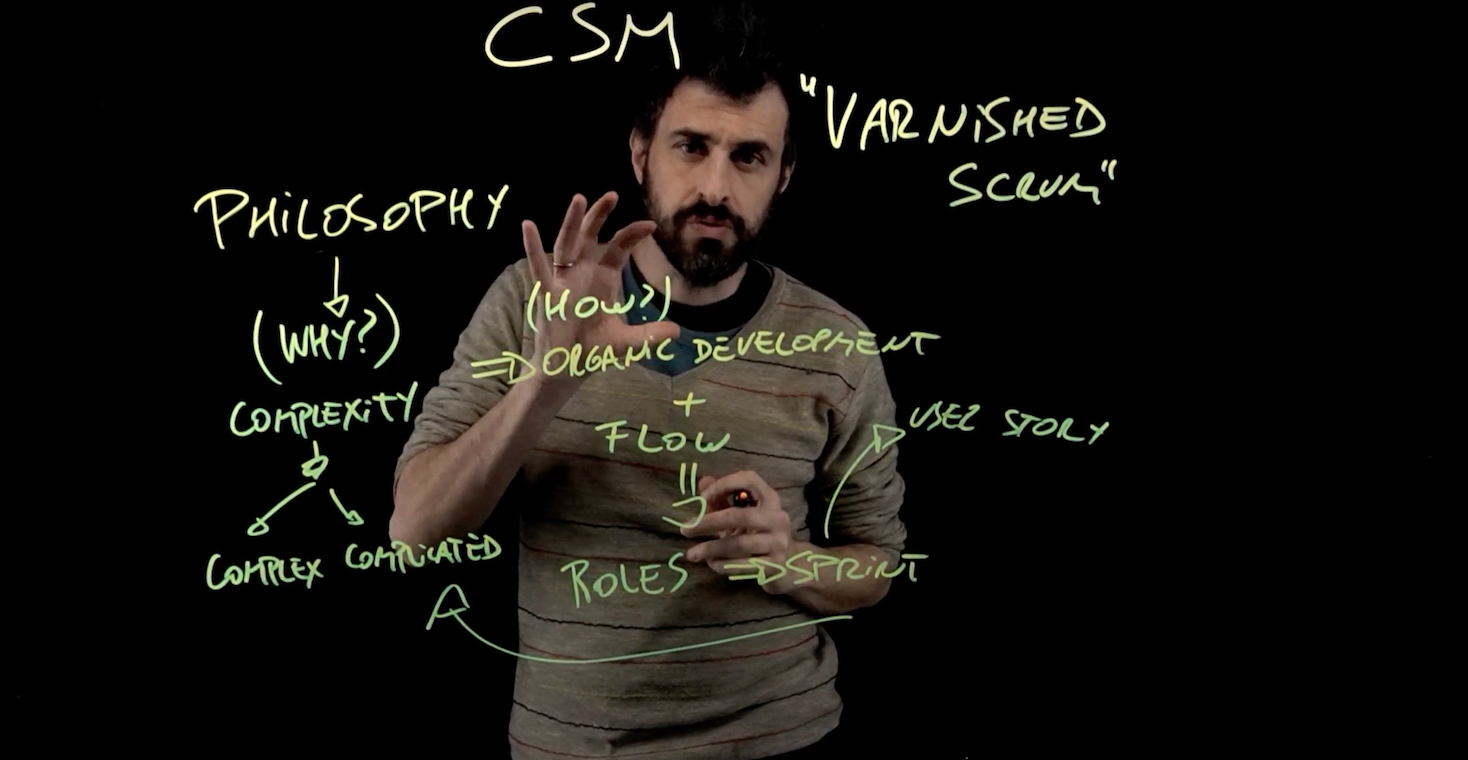 CSM
"VARNiSHED
SCRUM"
PHiLOSOPHY
(WHY?)
COMPLEXiTY
COMPLEX COMPLiCATED
(HOW?)
⇒ ORGANiC DEVELOPMENT
+
FLOW
ROLES ⇒ SPRiNT
USER STORY